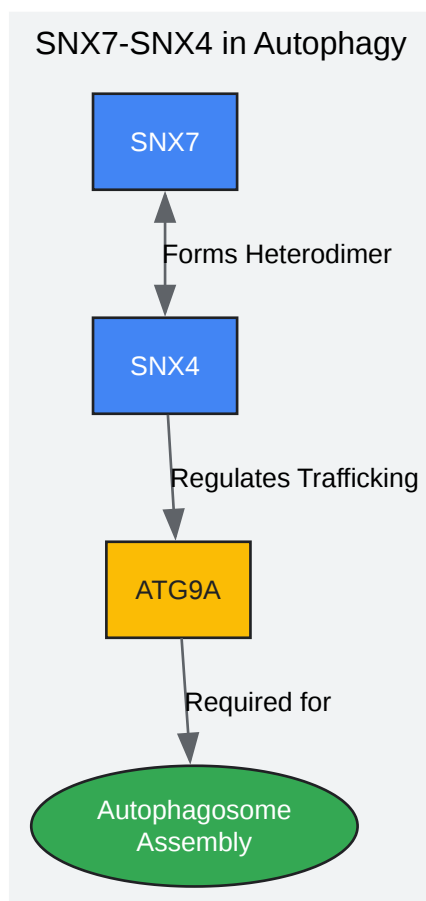 SNX7-SNX4 in Autophagy
SNX7
Forms Heterodimer
SNX4
Regulates Trafficking
ATG9A
Required for
Autophagosome
Assembly